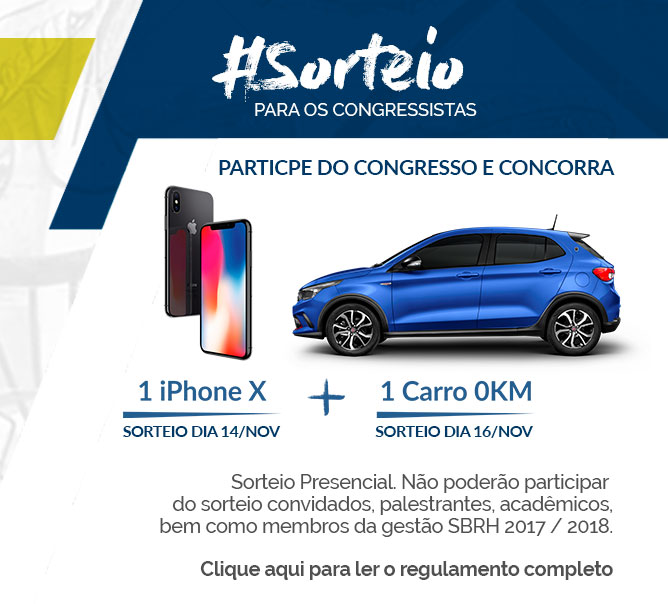 #Sorteio
PARA OS CONGRESSISTAS
PARTICPE DO CONGRESSO E CONCORRA
1 iPhone X + 1 Carro 0KM
SORTEIO DIA 14/NOV SORTEIO DIA 16/NOV
Sorteio Presencial. Não poderão participar
do sorteio convidados, palestrantes, acadêmicos,
bem como membros da gestão SBRH 2017 / 2018.
Clique aqui para ler o regulamento completo